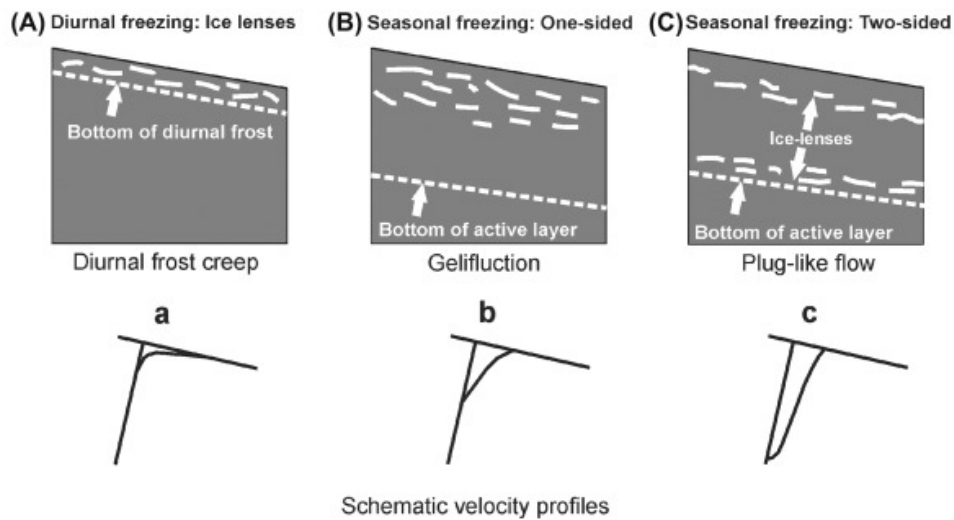 (A) Diurnal freezing: Ice lenses
(B) Seasonal freezing: One-sided
(C) Seasonal freezing: Two-sided
Bottom of diurnal frost
Bottom of active layer
Ice-lenses
Bottom of active layer
Diurnal frost creep
Gelifluction
Plug-like flow
a
b
c
Schematic velocity profiles